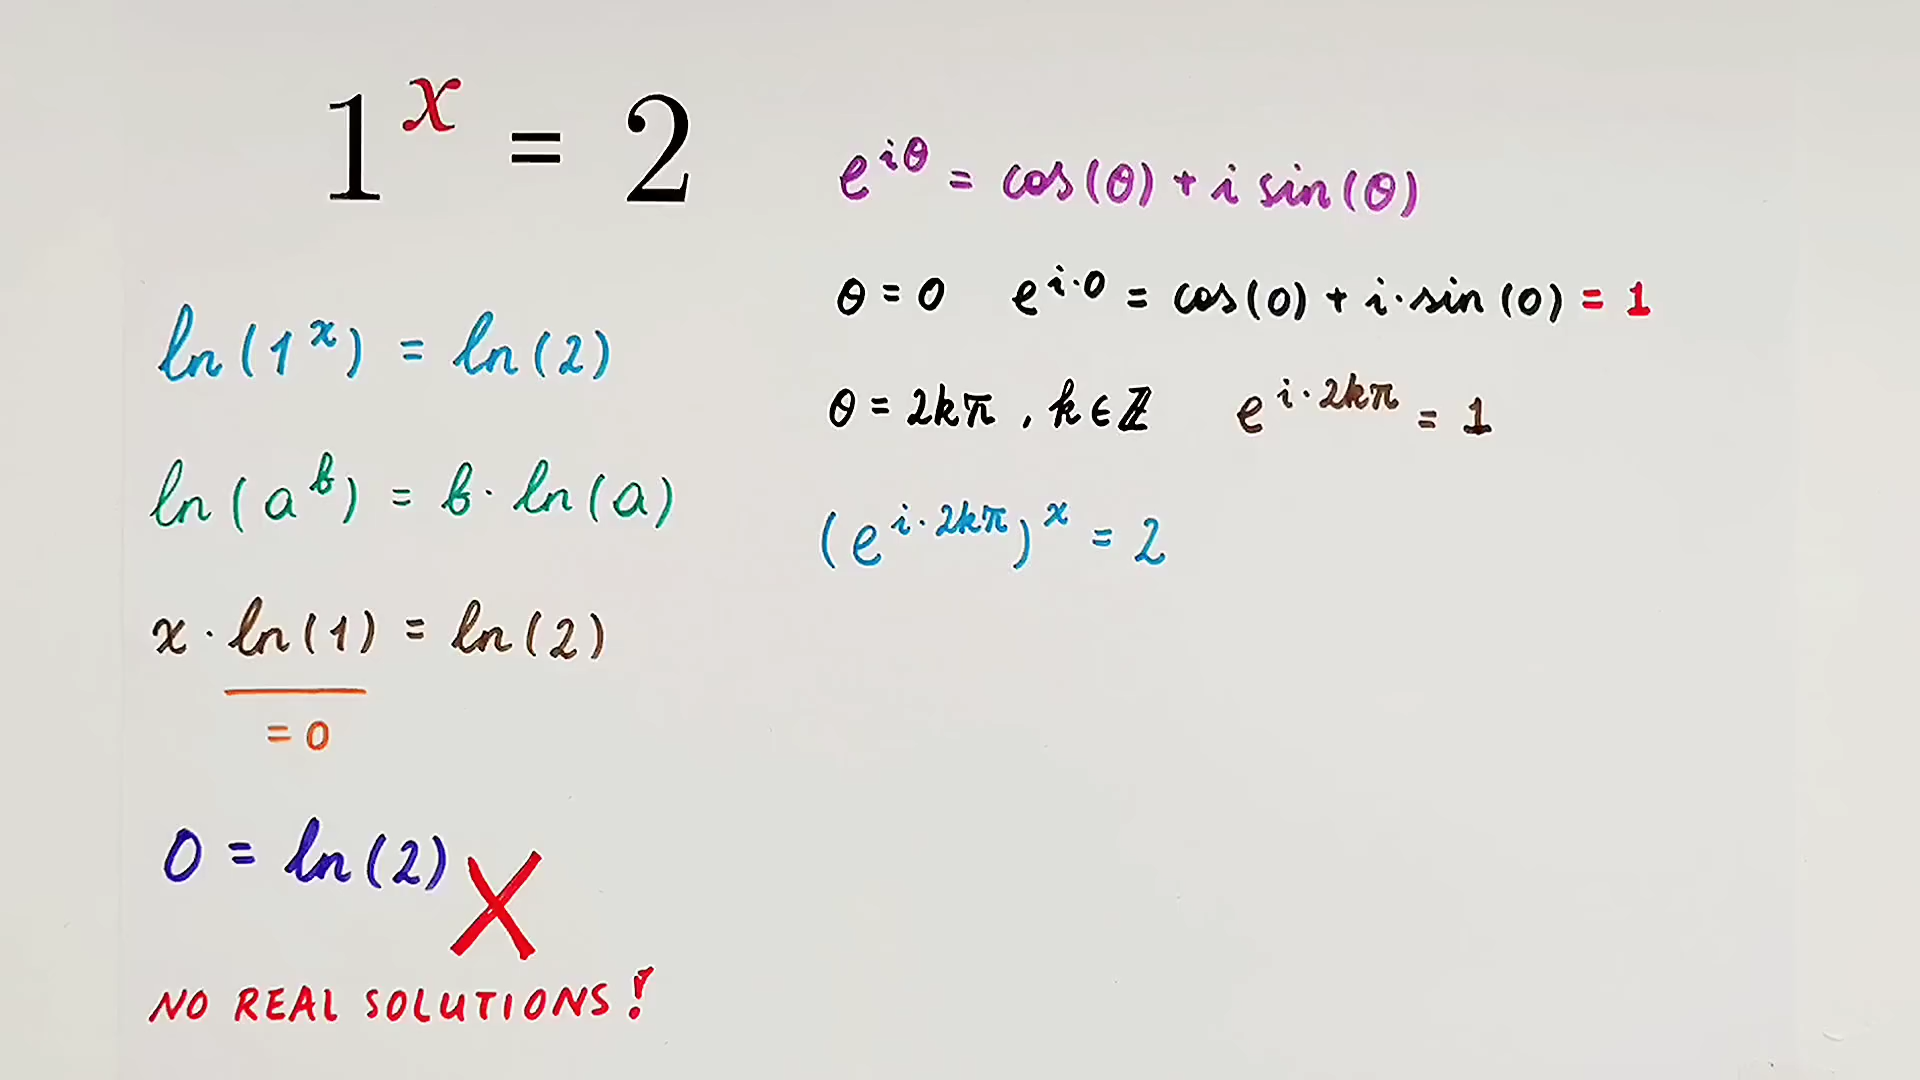 1^x = 2
ln(1^x) = ln(2)
ln(a^b) = b · ln(a)
x · ln(1) = ln(2)
= 0
0 = ln(2) X
NO REAL SOLUTIONS!
e^{iθ} = cos(θ) + i sin(θ)
θ = 0 e^{i·0} = cos(0) + i · sin(0) = 1
θ = 2kπ , k ∈ ℤ e^{i·2kπ} = 1
(e^{i·2kπ})^x = 2